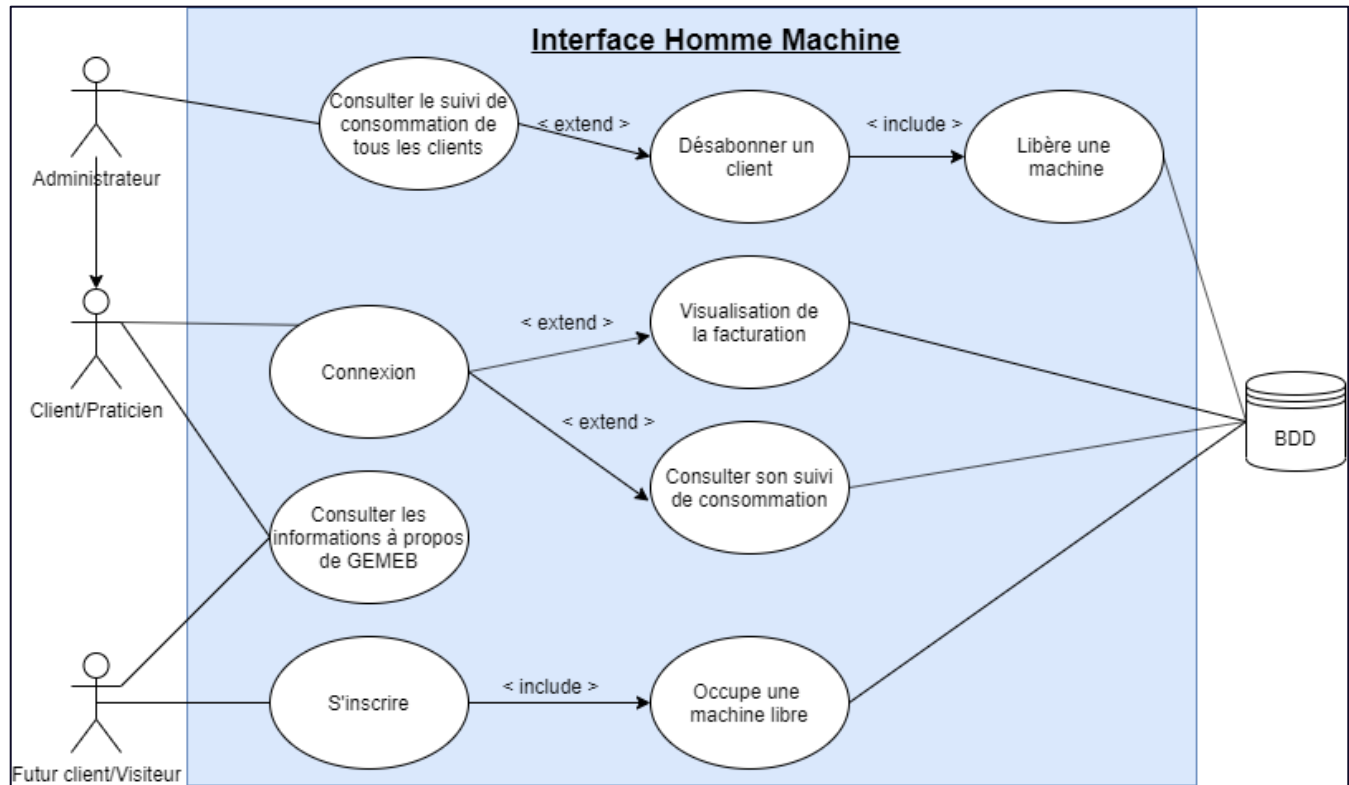 Interface Homme Machine
Consulter le suivi de
consommation de
tous les clients
< extend >
Désabonner un
client
< include >
Libère une
machine
Administrateur
Client/Praticien
Connexion
< extend >
Visualisation de
la facturation
< extend >
Consulter son suivi
de consommation
BDD
Consulter les
informations à propos
de GEMEB
Futur client/Visiteur
S'inscrire
< include >
Occupe une
machine libre